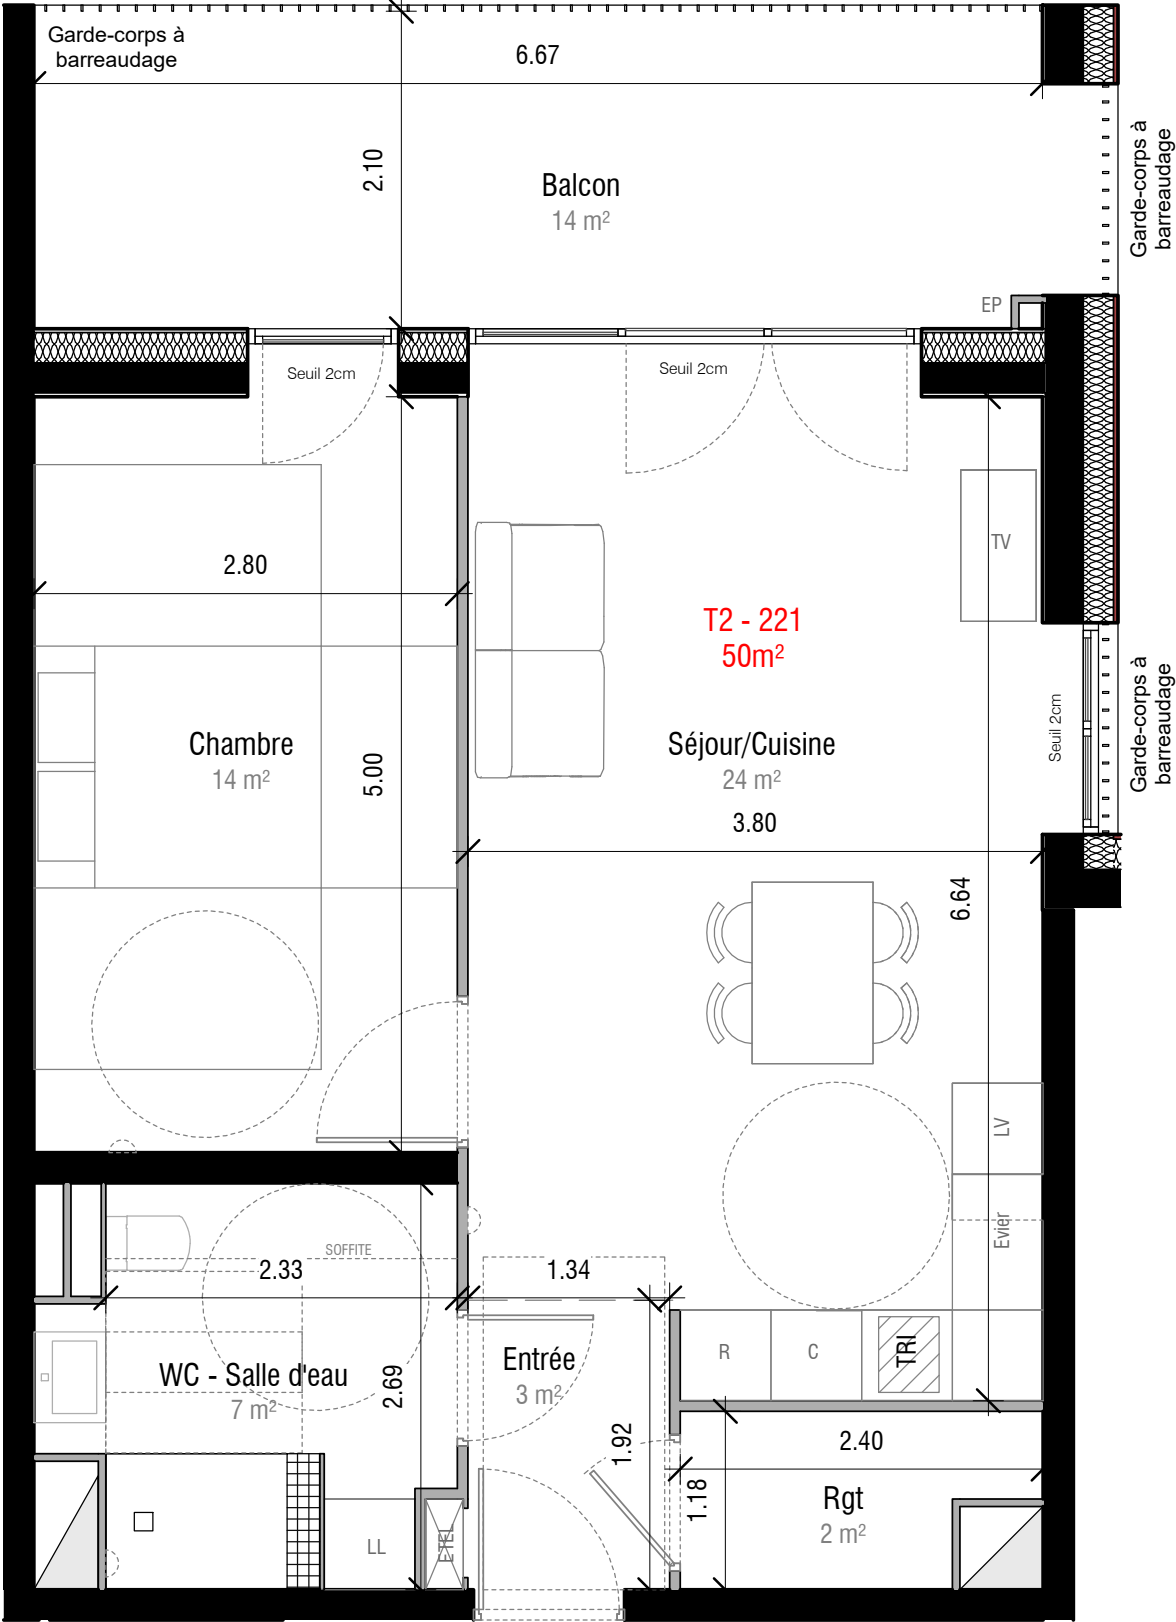 Garde-corps à
barreaudage
6.67
2.10
Balcon
14 m²
Garde-corps à
barreaudage
EP
Seuil 2cm
Seuil 2cm
TV
2.80
T2 - 221
50m²
Garde-corps à
barreaudage
Seuil 2cm
Chambre
14 m²
5.00
Séjour/Cuisine
24 m²
3.80
6.64
LV
Evier
SOFFITE
2.33
1.34
WC - Salle d'eau
7 m²
2.69
Entrée
3 m²
R
C
TRI
1.92
2.40
1.18
Rgt
2 m²
LL
ETEL